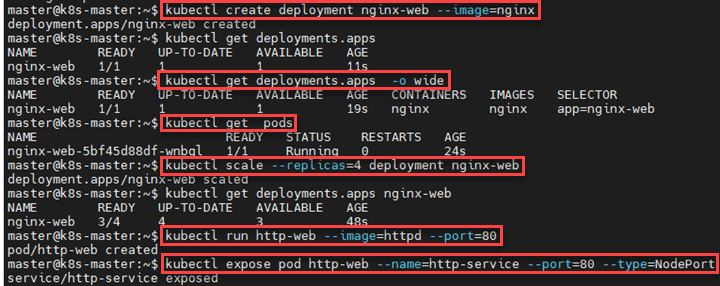 master@k8s-master:~$ kubectl create deployment nginx-web --image=nginx
deployment.apps/nginx-web created
master@k8s-master:~$ kubectl get deployments.apps
NAME READY UP-TO-DATE AVAILABLE AGE
nginx-web 1/1 1 1 11s
master@k8s-master:~$ kubectl get deployments.apps -o wide
NAME READY UP-TO-DATE AVAILABLE AGE CONTAINERS IMAGES SELECTOR
nginx-web 1/1 1 1 19s nginx nginx app=nginx-web
master@k8s-master:~$ kubectl get pods
NAME READY STATUS RESTARTS AGE
nginx-web-5bf45d88df-wnbql 1/1 Running 0 24s
master@k8s-master:~$ kubectl scale --replicas=4 deployment nginx-web
deployment.apps/nginx-web scaled
master@k8s-master:~$ kubectl get deployments.apps nginx-web
NAME READY UP-TO-DATE AVAILABLE AGE
nginx-web 3/4 4 3 48s
master@k8s-master:~$ kubectl run http-web --image=httpd --port=80
pod/http-web created
master@k8s-master:~$ kubectl expose pod http-web --name=http-service --port=80 --type=NodePort
service/http-service exposed